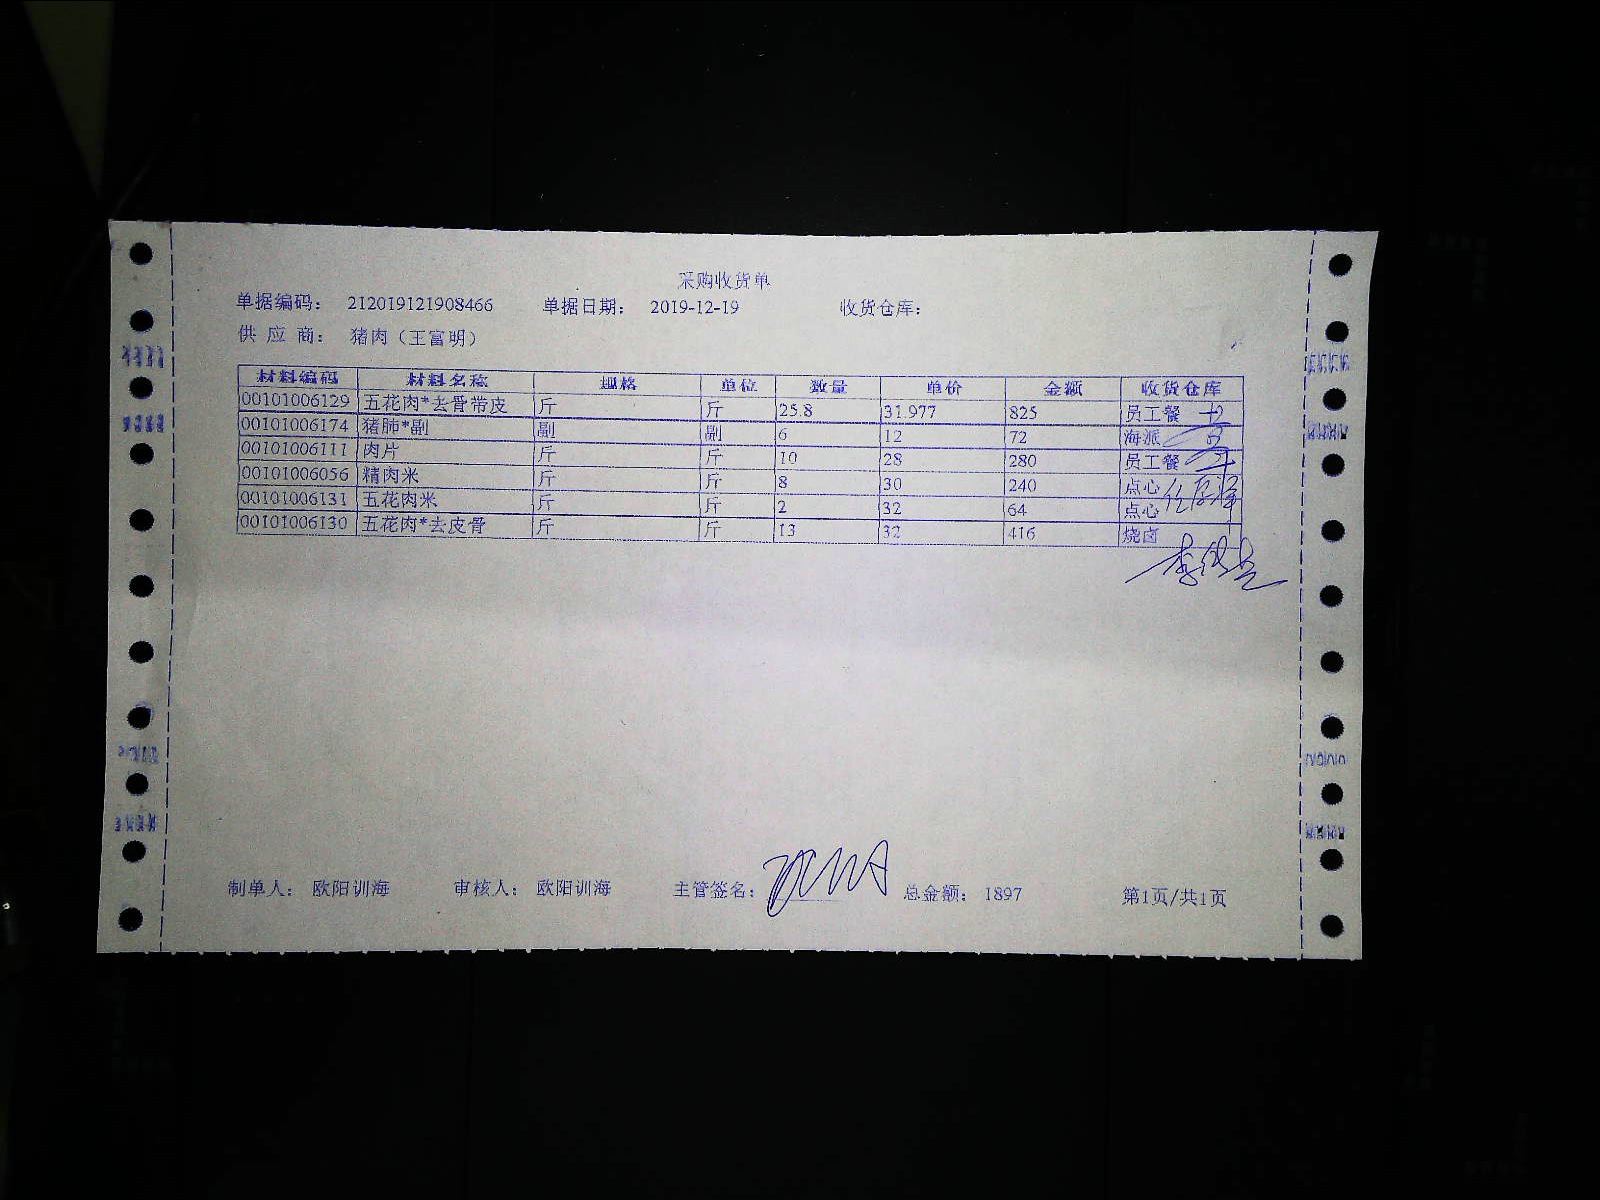 采购收货单
单据编码： 212019121908466 单据日期： 2019-12-19 收货仓库：
供 应 商： 猪肉（王富明）
材料编码 材料名称 规格 单位 数量 单价 金额 收货仓库
00101006129 五花肉*去骨带皮 斤 斤 25.8 31.977 825 员工餐
00101006174 猪肺*副 副 副 6 12 72 海派
00101006111 肉片 斤 斤 10 28 280 员工餐
00101006056 精肉米 斤 斤 8 30 240 点心
00101006131 五花肉米 斤 斤 2 32 64 点心
00101006130 五花肉*去皮骨 斤 斤 13 32 416 烧卤
制单人： 欧阳训海 审核人： 欧阳训海 主管签名： 总金额： 1897 第1页/共1页